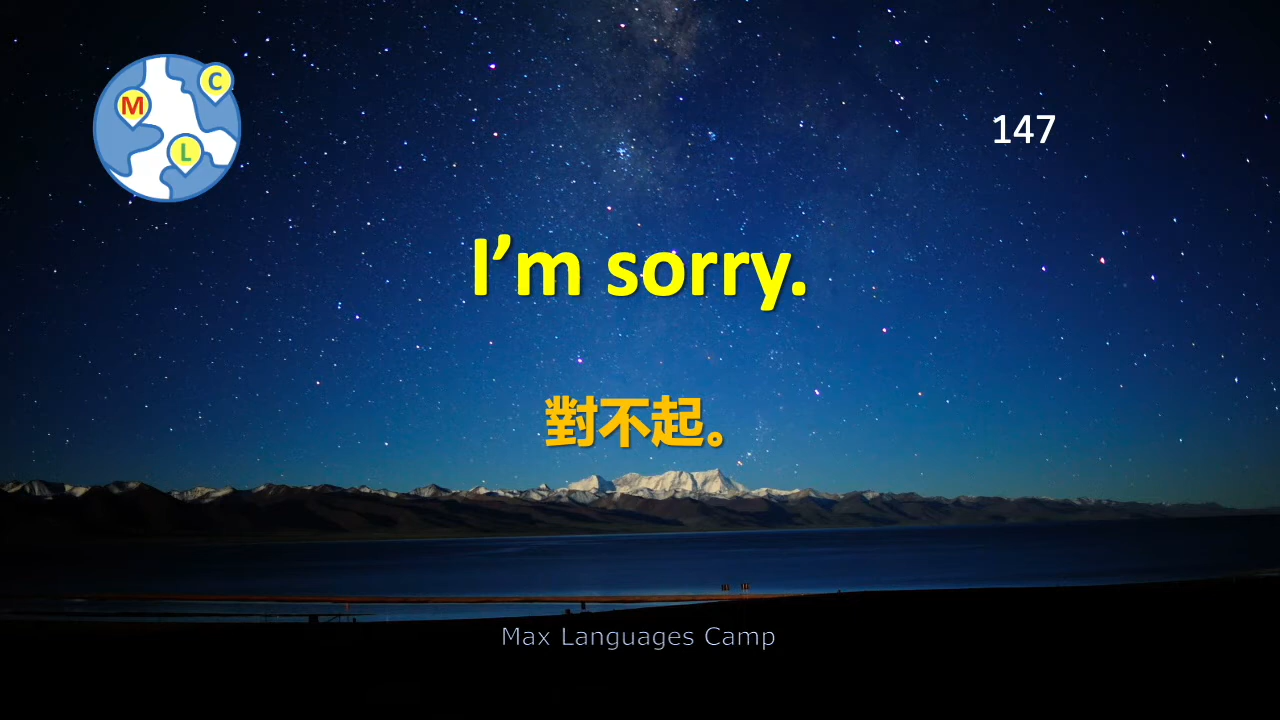 C
M
L
147
I’m sorry.
對不起。
Max Languages Camp